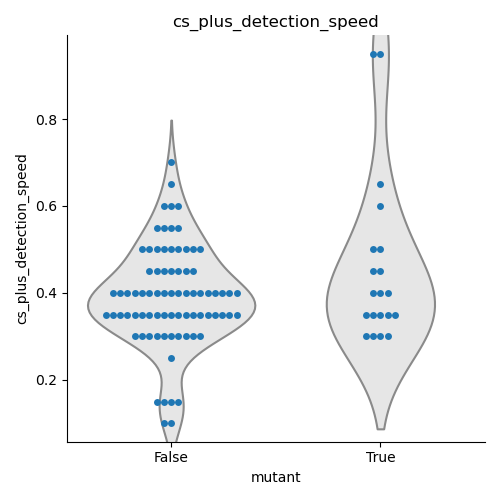 cs_plus_detection_speed
cs_plus_detection_speed
0.8
0.6
0.4
0.2
False
True
mutant